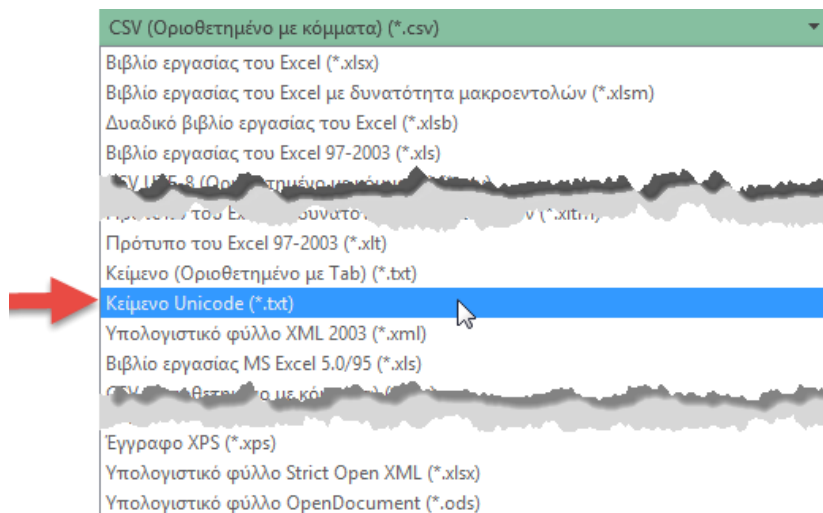 CSV (Οριοθετημένο με κόμματα) (*.csv)
Βιβλίο εργασίας του Excel (*.xlsx)
Βιβλίο εργασίας του Excel με δυνατότητα μακροεντολών (*.xlsm)
Δυαδικό βιβλίο εργασίας του Excel (*.xlsb)
Βιβλίο εργασίας του Excel 97-2003 (*.xls)
του
Πρότυπο του Excel 97-2003 (*.xlt)
Κείμενο (Οριοθετημένο με Tab) (*.txt)
Κείμενο Unicode (*.txt)
Υπολογιστικό φύλλο XML 2003 (*.xml)
Βιβλίο εργασίας MS Excel 5.0/95 (*.xls)
Έγγραφο XPS (*.xps)
Υπολογιστικό φύλλο Strict Open XML (*.xlsx)
Υπολογιστικό φύλλο OpenDocument (*.ods)